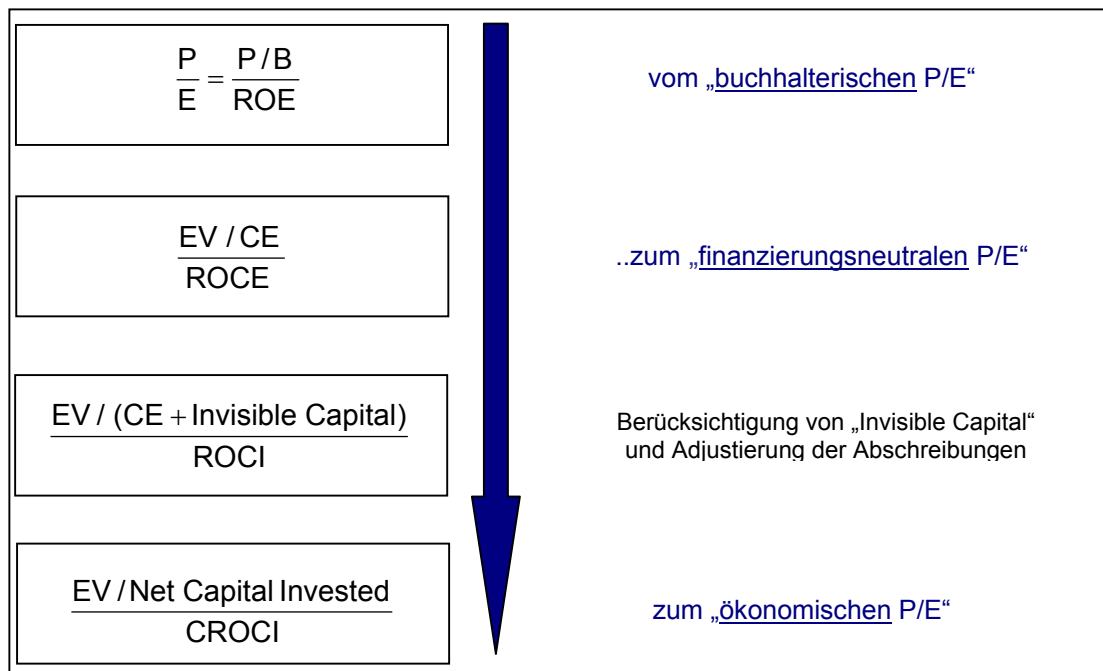 P/E = P/B / ROE
vom „buchhalterischen P/E“
EV / CE
ROCE
..zum „finanzierungsneutralen P/E“
EV / (CE + Invisible Capital)
ROCI
Berücksichtigung von „Invisible Capital“
und Adjustierung der Abschreibungen
EV / Net Capital Invested
CROCI
zum „ökonomischen P/E“